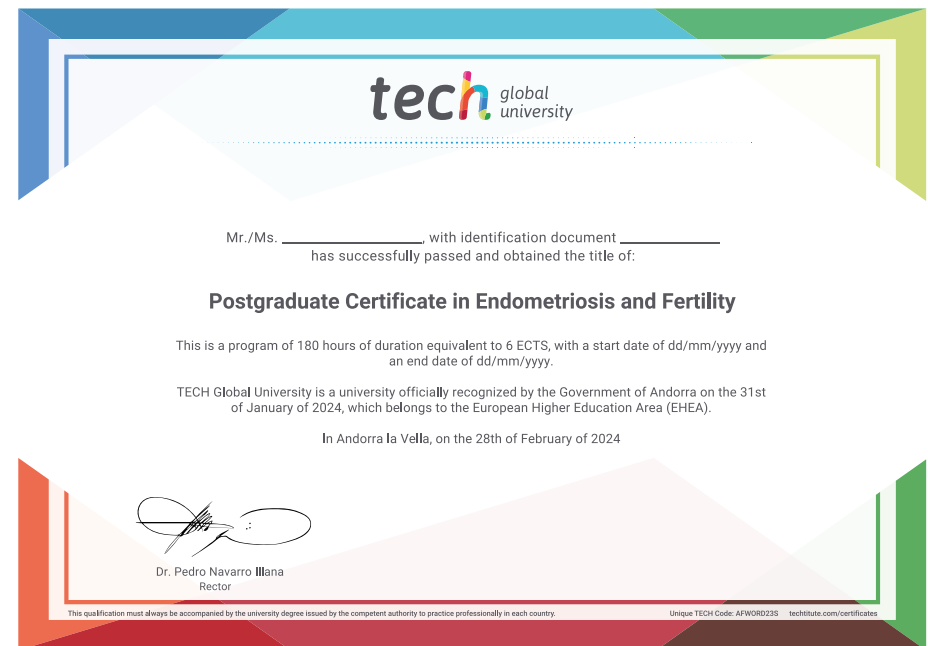 tech global university
Mr./Ms. ____________, with identification document ____________
has successfully passed and obtained the title of:
Postgraduate Certificate in Endometriosis and Fertility
This is a program of 180 hours of duration equivalent to 6 ECTS, with a start date of dd/mm/yyyy and
an end date of dd/mm/yyyy.
TECH Global University is a university officially recognized by the Government of Andorra on the 31st
of January of 2024, which belongs to the European Higher Education Area (EHEA).
In Andorra la Vella, on the 28th of February of 2024
Dr. Pedro Navarro Illana
Rector
This qualification must always be accompanied by the university degree issued by the competent authority to practice professionally in each country.
Unique TECH Code: AFWORD23S techtitute.com/certificates